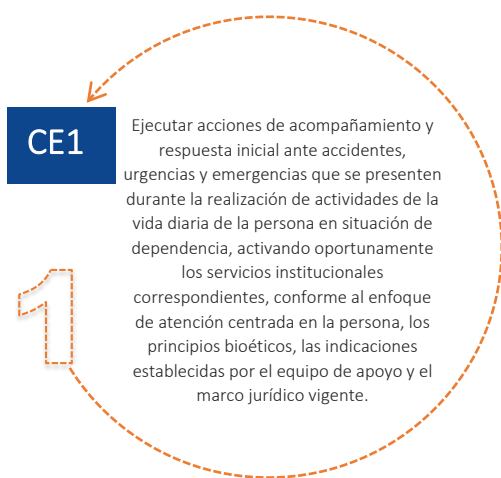 CE1
Ejecutar acciones de acompañamiento y
respuesta inicial ante accidentes,
urgencias y emergencias que se presenten
durante la realización de actividades de la
vida diaria de la persona en situación de
dependencia, activando oportunamente
los servicios institucionales
correspondientes, conforme al enfoque
de atención centrada en la persona, los
principios bioéticos, las indicaciones
establecidas por el equipo de apoyo y el
marco jurídico vigente.
1